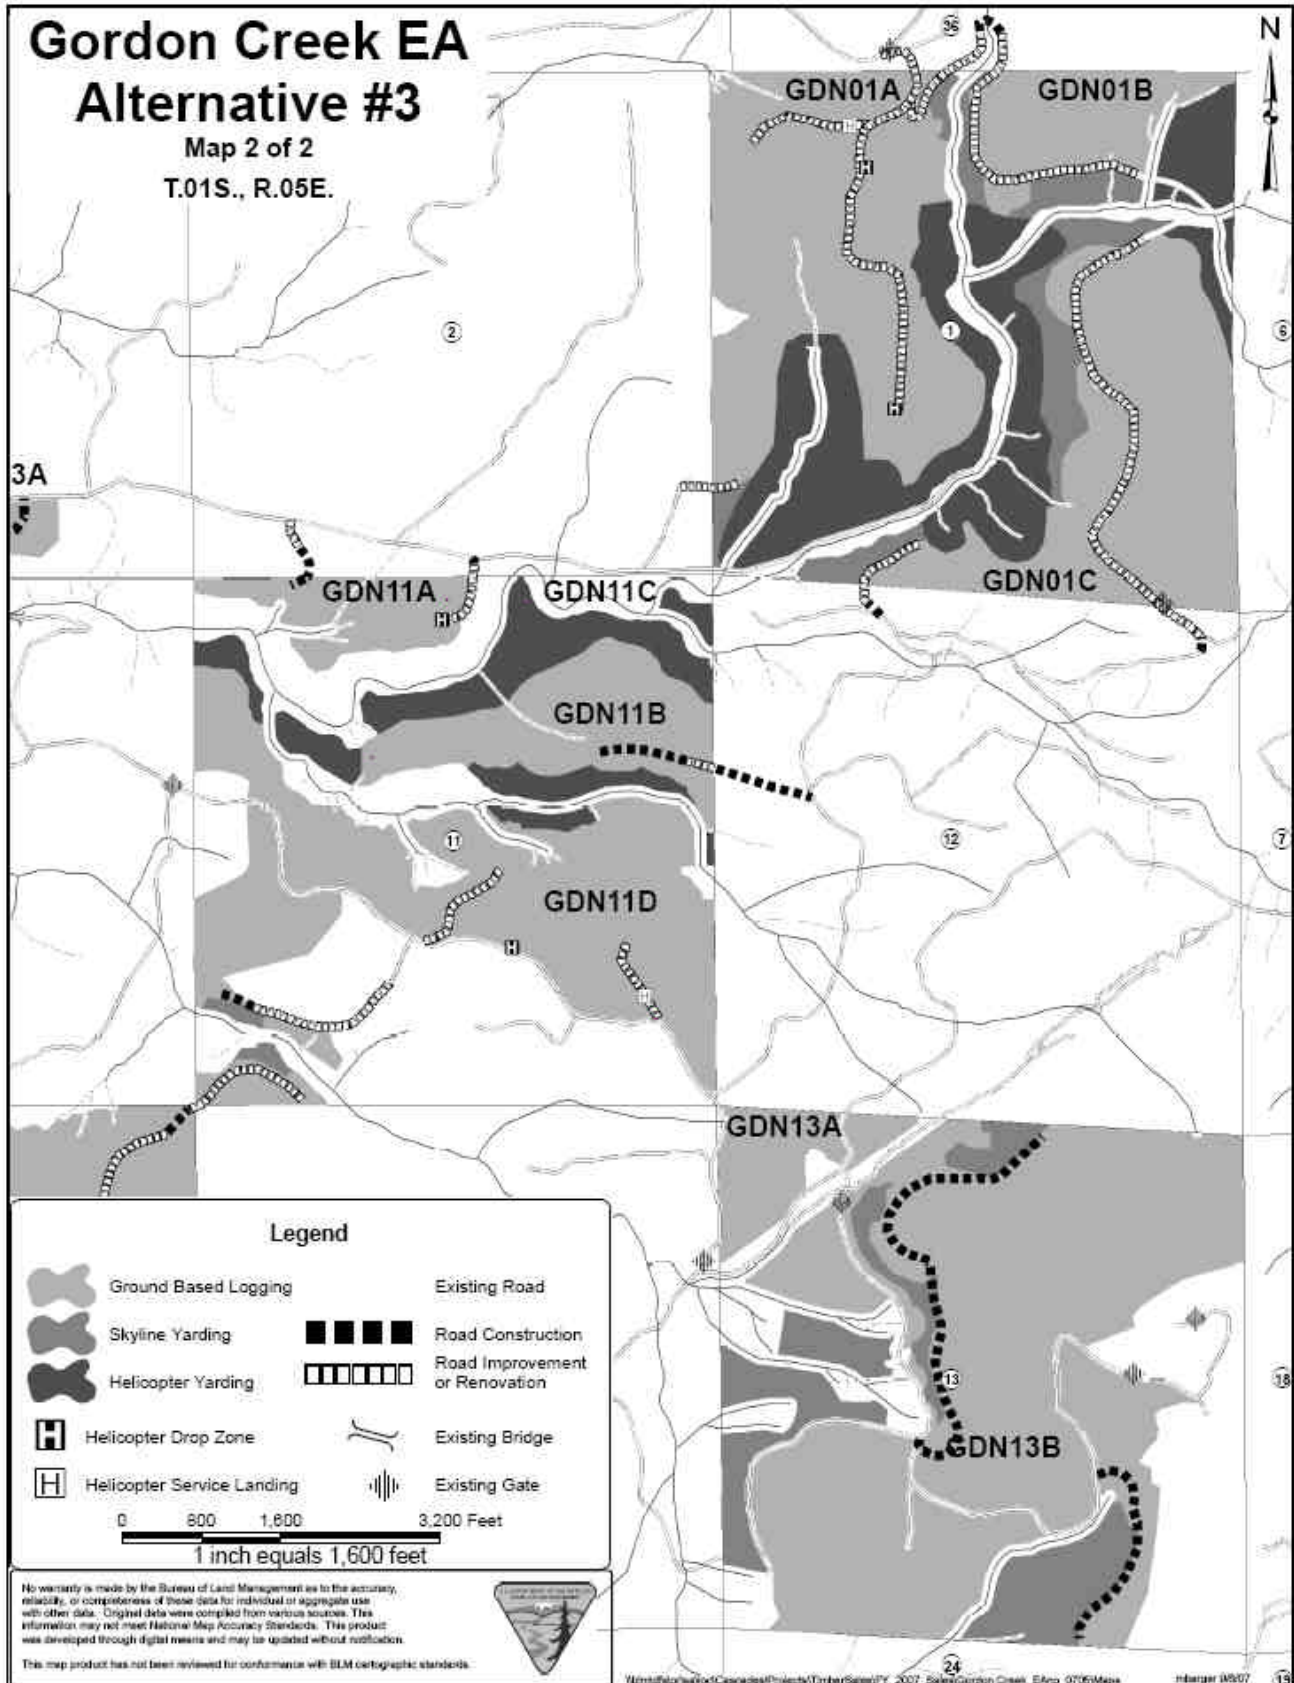 Gordon Creek EA
Alternative #3
Map 2 of 2
T.01S., R.05E.
N
36
GDN01A
GDN01B
2
1
6
3A
GDN11A
GDN11C
GDN01C
GDN11B
11
12
7
GDN11D
GDN13A
13
18
GDN13B
24
19
H
H
H
H
H
H
Legend
Ground Based Logging
Skyline Yarding
Helicopter Yarding
H Helicopter Drop Zone
H Helicopter Service Landing
Existing Road
Road Construction
Road Improvement
or Renovation
Existing Bridge
Existing Gate
0 800 1,600 3,200 Feet
1 inch equals 1,600 feet
No warranty is made by the Bureau of Land Management as to the accuracy,
reliability, or completeness of these data for individual or aggregate use
with other data. Original data were compiled from various sources. This
information may not meet National Map Accuracy Standards. This product
was developed through digital means and may be updated without notification.
This map product has not been reviewed for conformance with BLM cartographic standards.